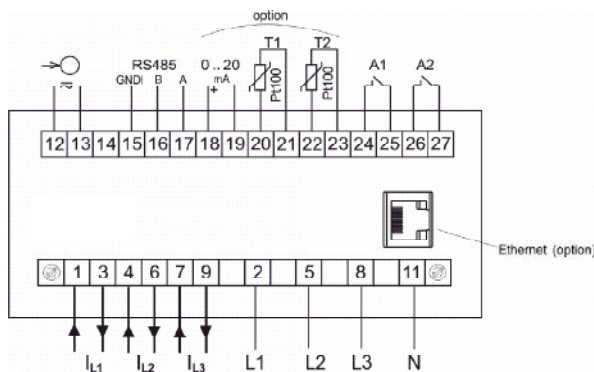 option
T1 T2
RS485 0 .. 20 A1 A2
GNDI B A mA
+
Pt100 Pt100
12 13 14 15 16 17 18 19 20 21 22 23 24 25 26 27
Ethernet (option)
1 3 4 6 7 9 2 5 8 11
IL1 IL2 IL3 L1 L2 L3 N